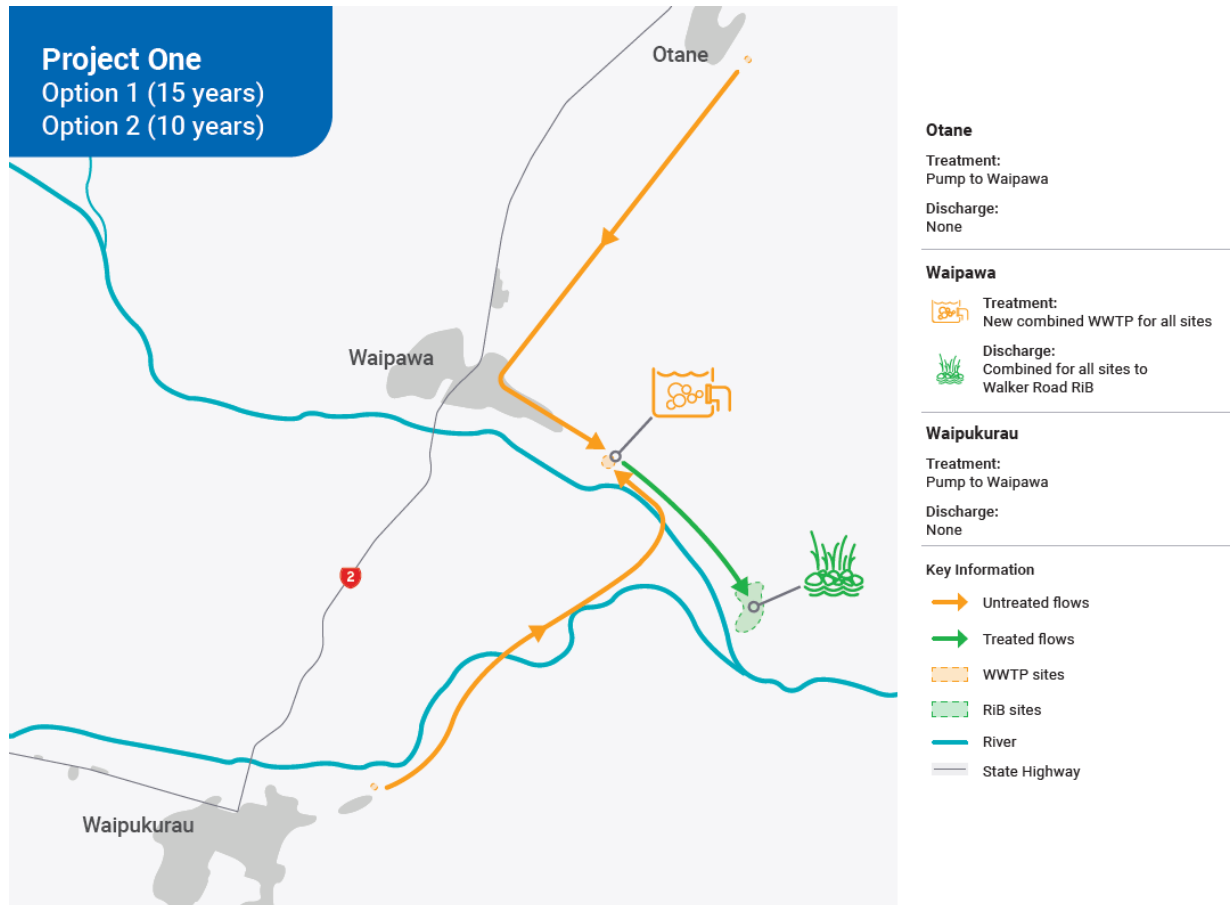 Project One
Option 1 (15 years)
Option 2 (10 years)
Otane
Waipawa
2
Waipukurau
Otane
Treatment:
Pump to Waipawa
Discharge:
None
Waipawa
Treatment:
New combined WWTP for all sites
Discharge:
Combined for all sites to
Walker Road RiB
Waipukurau
Treatment:
Pump to Waipawa
Discharge:
None
Key Information
Untreated flows
Treated flows
WWTP sites
RiB sites
River
State Highway